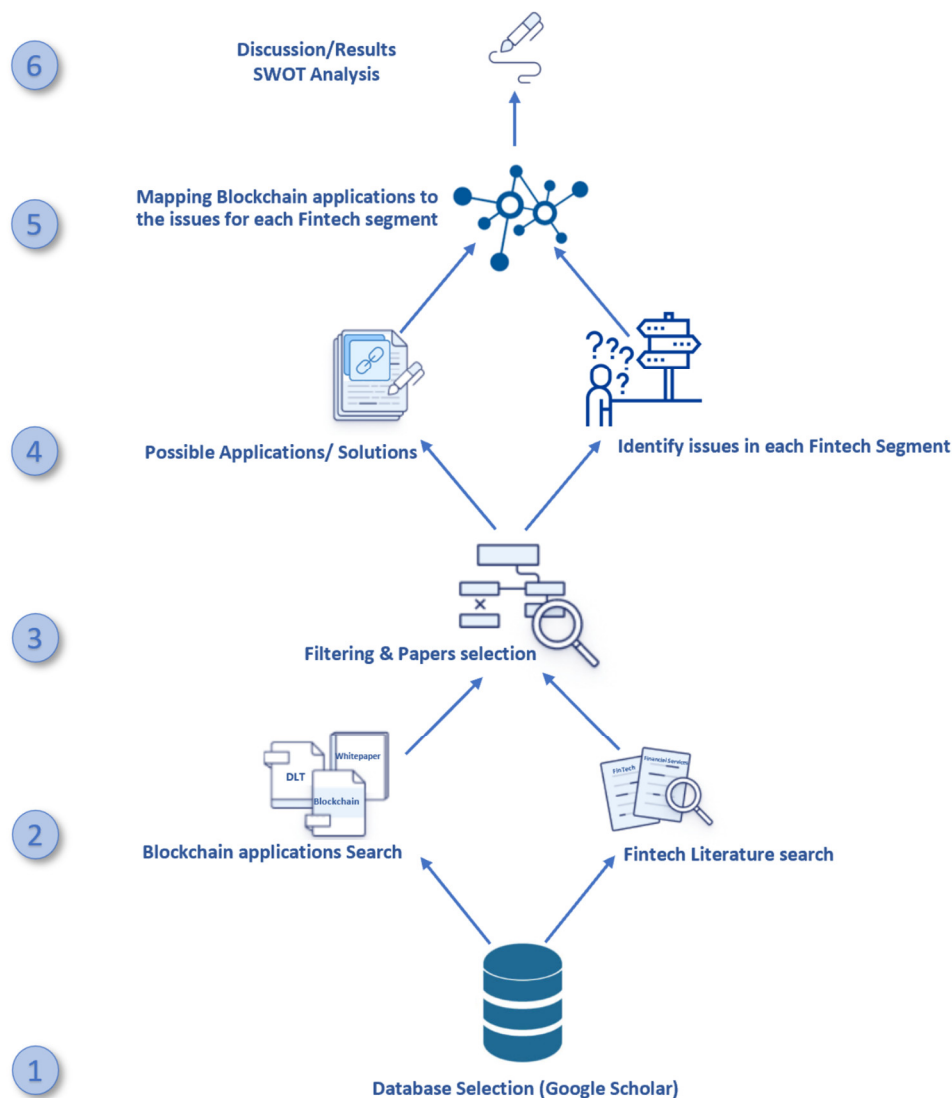 6
Discussion/Results
SWOT Analysis
5
Mapping Blockchain applications to
the issues for each Fintech segment
? ? ? ?
4
Possible Applications/ Solutions
Identify issues in each Fintech Segment
3
Filtering & Papers selection
2
DLT
Whitepaper
Blockchain
FinTech
Financiel Services
Blockchain applications Search
Fintech Literature search
1
Database Selection (Google Scholar)